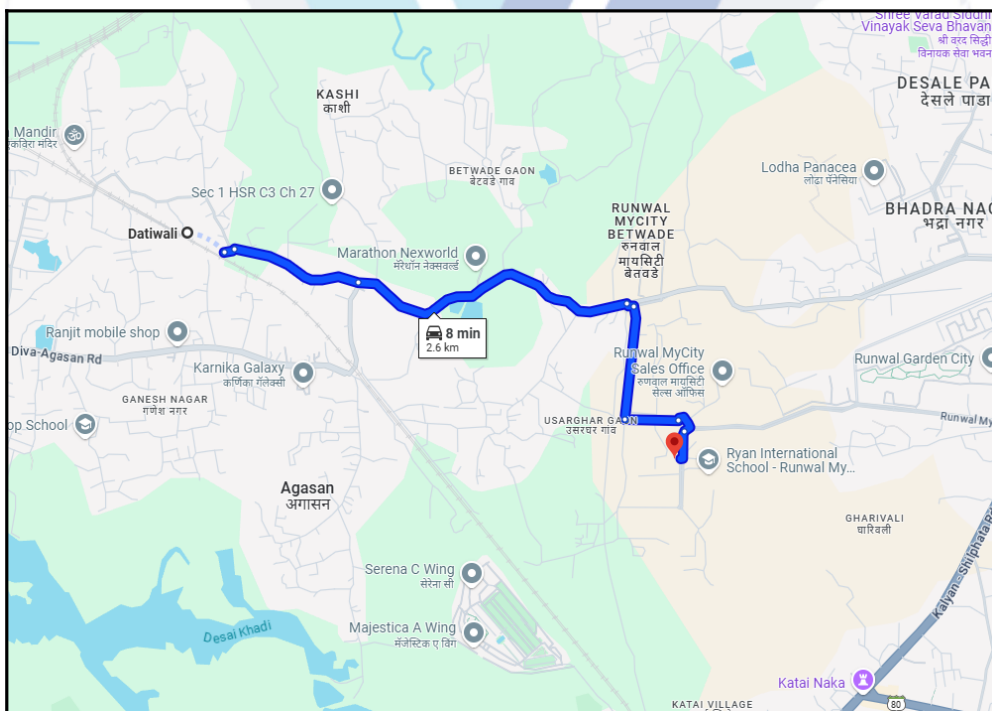 Shree Varad Siddhi
Vinayak Seva Bhavan
श्री वरद सिद्धी
विनायक सेवा भवन
DESALE PA
देसले पाडा
KASHI
काशी
Mandir
एकविरा मंदिर
Sec 1 HSR C3 Ch 27
BETWADE GAON
बेटवडे गाव
Lodha Panacea
लोढा पॅनेसिया
RUNWAL
MYCITY
BETWADE
रुनवाल
मायसिटी
बेतवडे
BHADRA NAG
भद्रा नगर
Datiwali
Marathon Nexworld
मॅरेथॉन नेक्सवर्ल्ड
8 min
2.6 km
Ranjit mobile shop
Diva-Agasan Rd
Karnika Galaxy
कर्णिका गॅलेक्सी
Runwal MyCity
Sales Office
रुणवाल मायसिटी
सेल्स ऑफिस
Runwal Garden City
GANESH NAGAR
गणेश नगर
op School
USARGHAR GAON
उसरघर गाव
Runwal My
Ryan International
School - Runwal My...
Agasan
अगासन
GHARIVALI
घारिवली
Kalyan - Shilphata Rd
Serena C Wing
सेरेना सी
Majestica A Wing
मॅजेस्टिक ए विंग
Desai Khadi
Katai Naka
80
KATAI VILLAGE